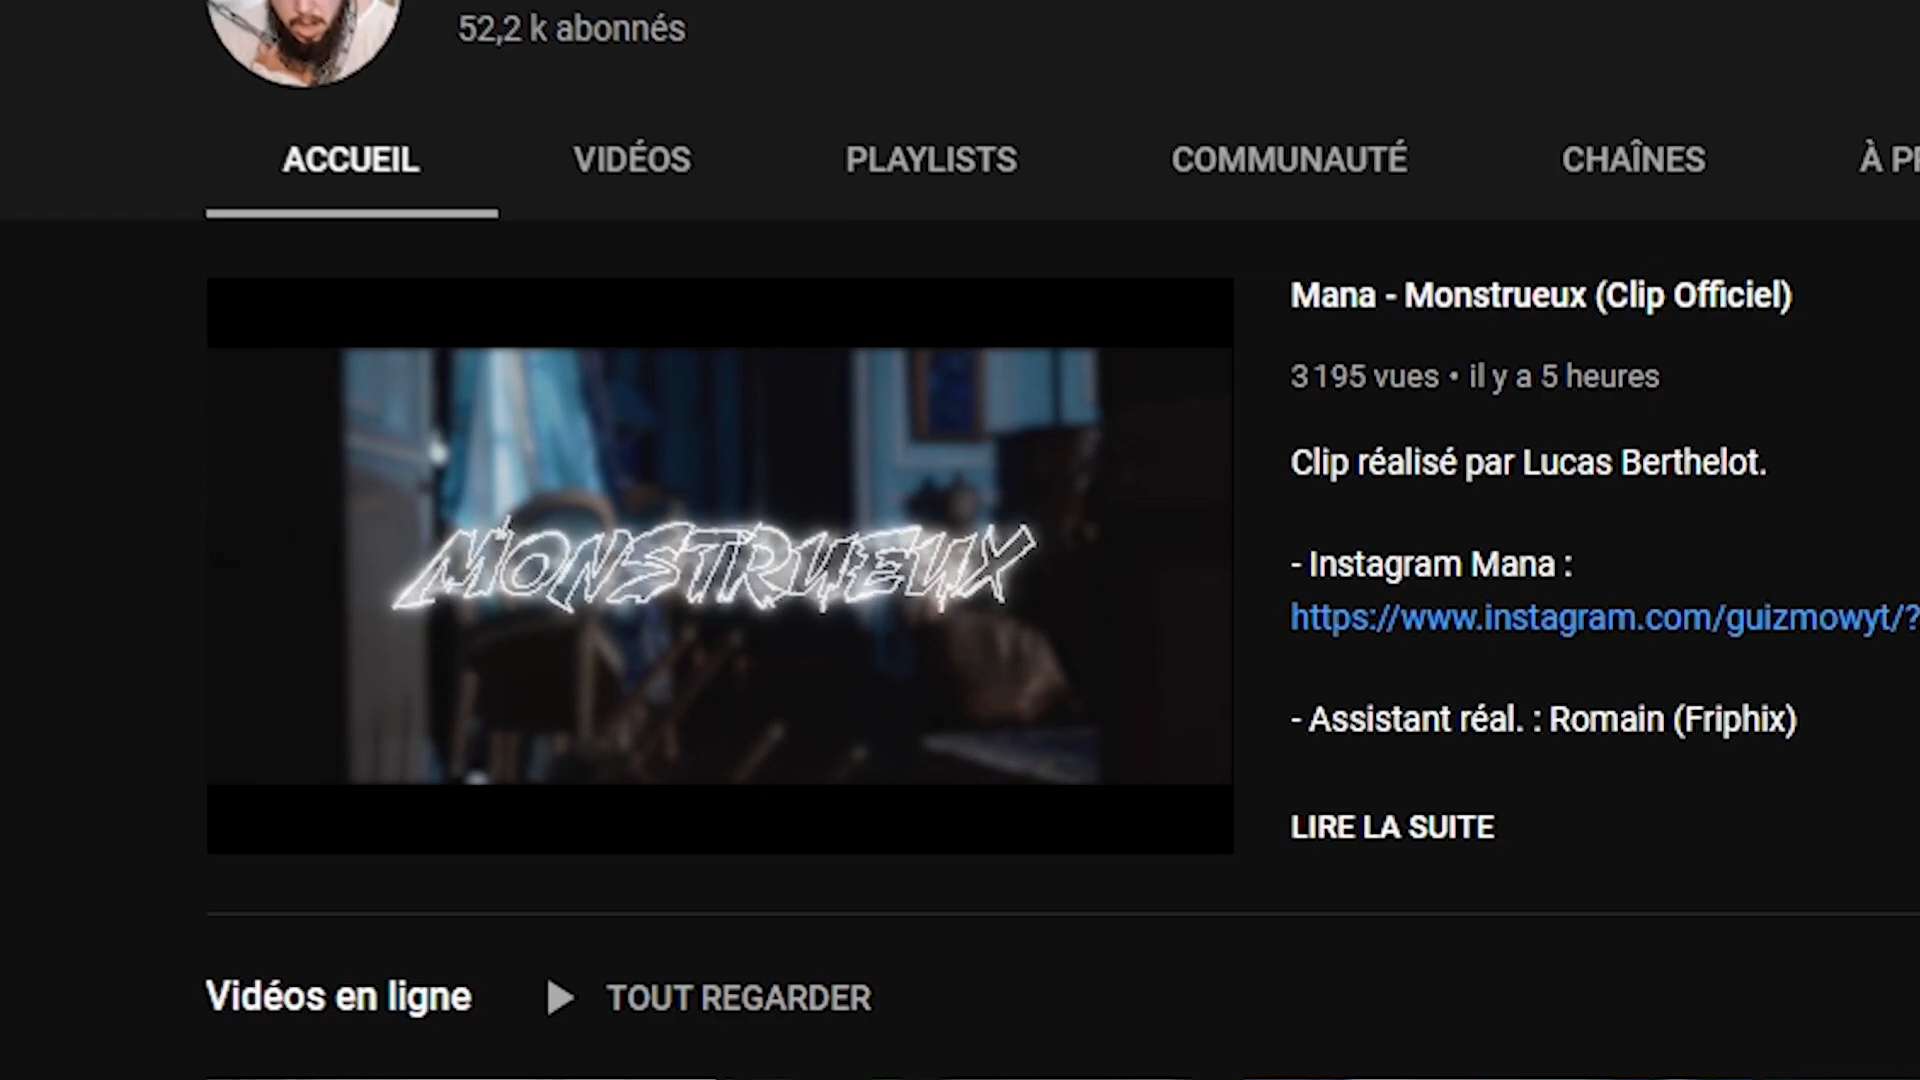 52,2 k abonnés
ACCUEIL VIDÉOS PLAYLISTS COMMUNAUTÉ CHAÎNES À PR
Mana - Monstrueux (Clip Officiel)
3 195 vues • il y a 5 heures
Clip réalisé par Lucas Berthelot.
MONSTRUEUX
- Instagram Mana :
https://www.instagram.com/guizmowyt/?
- Assistant réal. : Romain (Friphix)
LIRE LA SUITE
Vidéos en ligne TOUT REGARDER